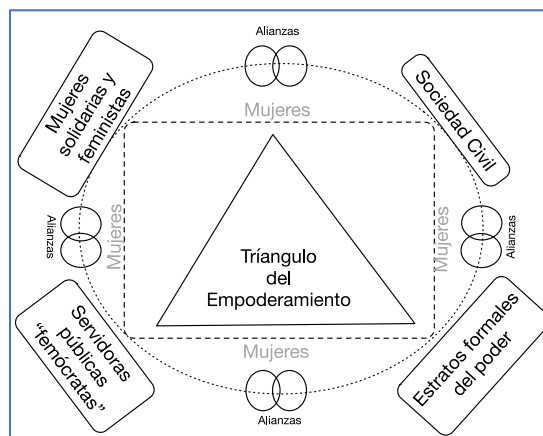 Alianzas
Mujeres
solidarias y
feministas
Sociedad Civil
Mujeres
Alianzas
Mujeres
Tríangulo
del
Empoderamiento
Mujeres
Alianzas
Servidoras
públicas
"femócratas"
Mujeres
Estratos formales
del poder
Alianzas